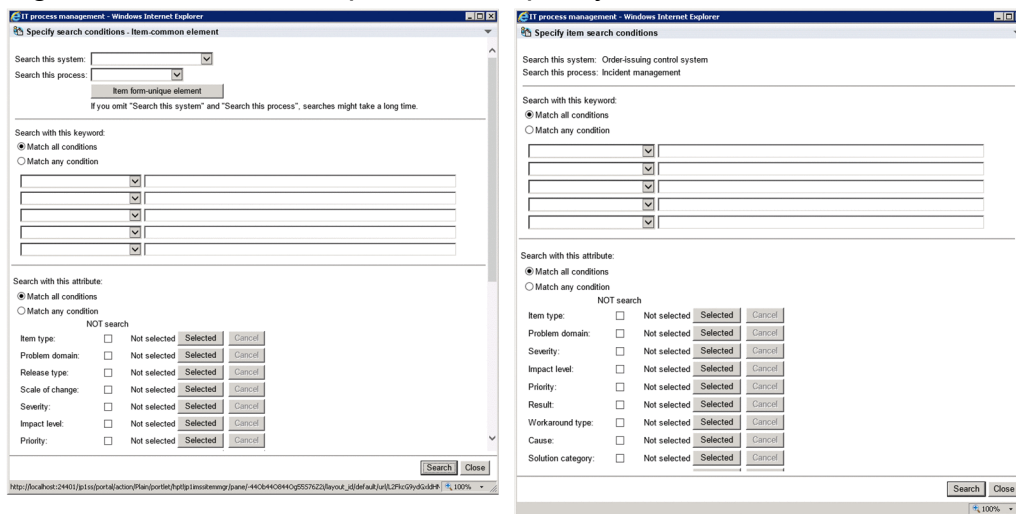 IT process management - Windows Internet Explorer
Specify search conditions - Item-common element
Search this system:
Search this process:
Item form-unique element
If you omit "Search this system" and "Search this process", searches might take a long time.
Search with this keyword:
Match all conditions
Match any condition
Search with this attribute:
Match all conditions
Match any condition
NOT search
Item type: Not selected Selected Cancel
Problem domain: Not selected Selected Cancel
Release type: Not selected Selected Cancel
Scale of change: Not selected Selected Cancel
Severity: Not selected Selected Cancel
Impact level: Not selected Selected Cancel
Priority: Not selected Selected Cancel
Search Close
100%
IT process management - Windows Internet Explorer
Specify item search conditions
Search this system: Order-issuing control system
Search this process: Incident management
Search with this keyword:
Match all conditions
Match any condition
Search with this attribute:
Match all conditions
Match any condition
NOT search
Item type: Not selected Selected Cancel
Problem domain: Not selected Selected Cancel
Severity: Not selected Selected Cancel
Impact level: Not selected Selected Cancel
Priority: Not selected Selected Cancel
Result: Not selected Selected Cancel
Workaround type: Not selected Selected Cancel
Cause: Not selected Selected Cancel
Solution category: Not selected Selected Cancel
Search Close
100%